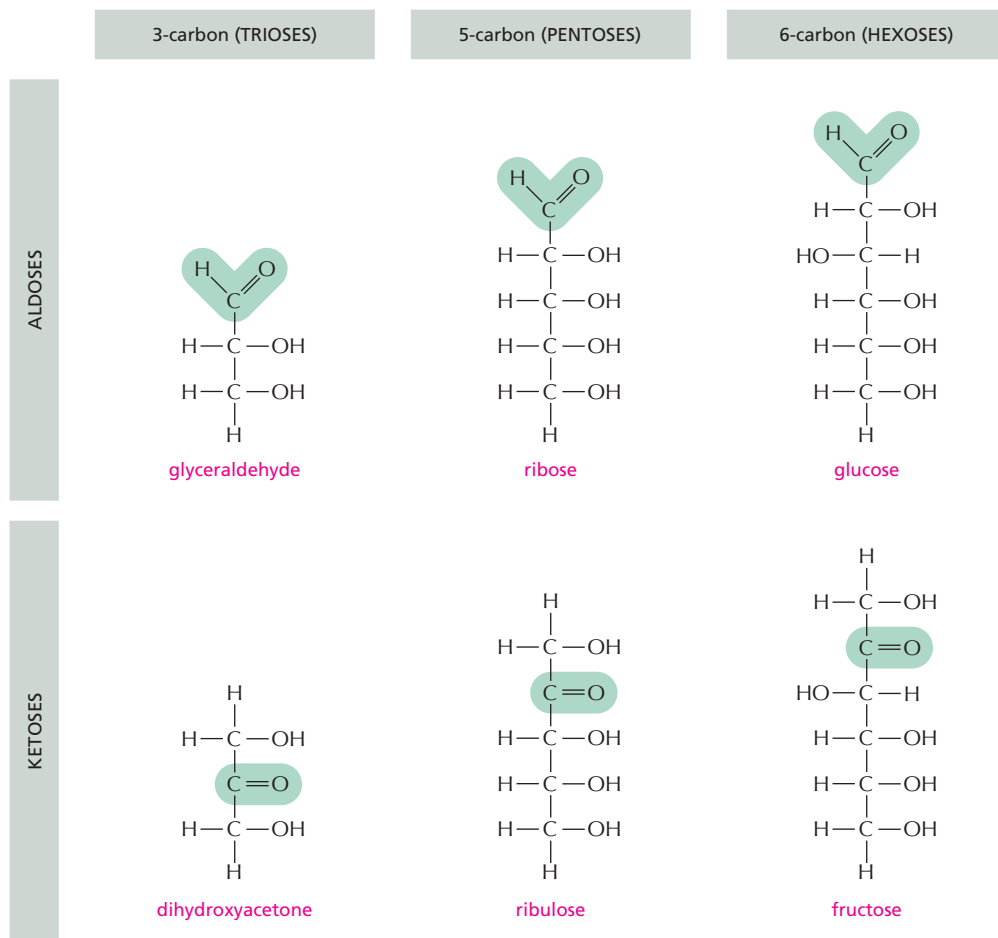 3-carbon (TRIOSES)
5-carbon (PENTOSES)
6-carbon (HEXOSES)
ALDOSES
H O
C
H—C—OH
H—C—OH
H
glyceraldehyde
H O
C
H—C—OH
H—C—OH
H—C—OH
H—C—OH
H
ribose
H O
C
H—C—OH
HO—C—H
H—C—OH
H—C—OH
H—C—OH
H
glucose
KETOSES
H
H—C—OH
C=O
H—C—OH
H
dihydroxyacetone
H
H—C—OH
C=O
H—C—OH
H—C—OH
H—C—OH
H
ribulose
H
H—C—OH
C=O
HO—C—H
H—C—OH
H—C—OH
H—C—OH
H
fructose